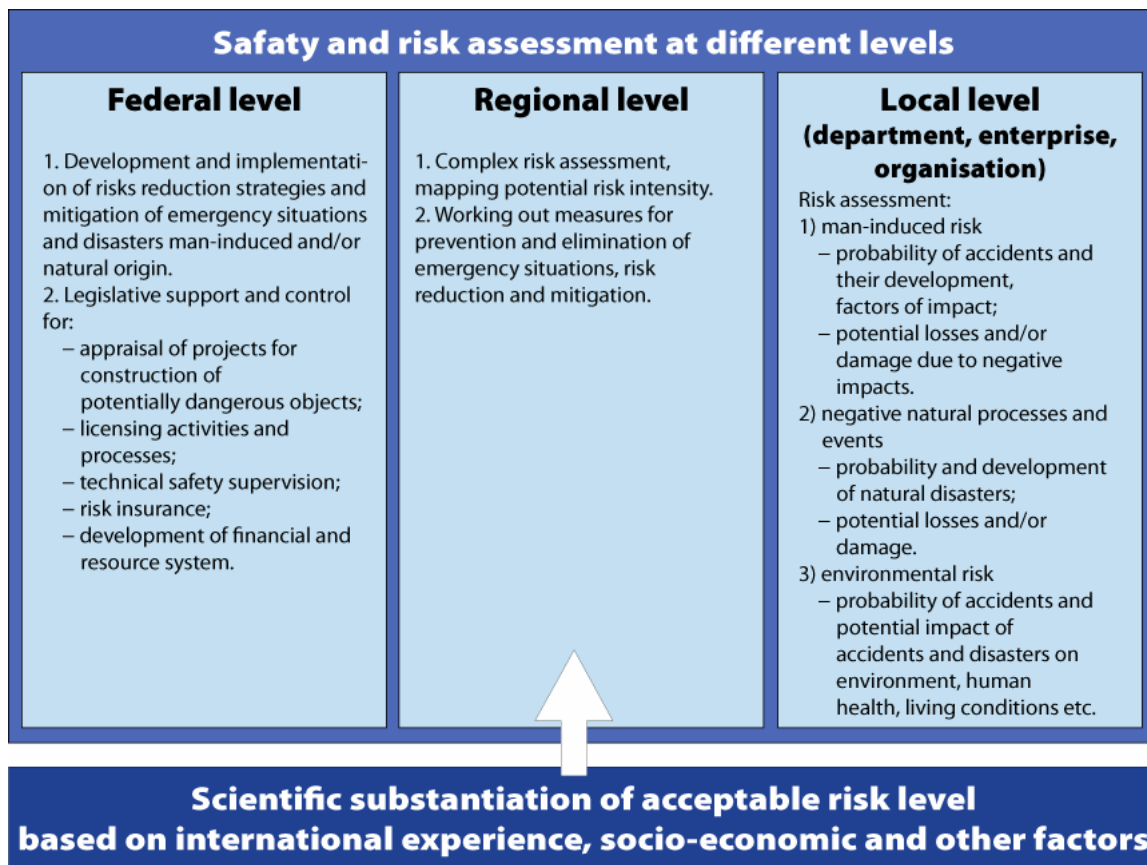 Safaty and risk assessment at different levels
Federal level
1. Development and implementati-
on of risks reduction strategies and
mitigation of emergency situations
and disasters man-induced and/or
natural origin.
2. Legislative support and control
for:
– appraisal of projects for
construction of
potentially dangerous objects;
– licensing activities and
processes;
– technical safety supervision;
– risk insurance;
– development of financial and
resource system.
Regional level
1. Complex risk assessment,
mapping potential risk intensity.
2. Working out measures for
prevention and elimination of
emergency situations, risk
reduction and mitigation.
Local level
(department, enterprise,
organisation)
Risk assessment:
1) man-induced risk
– probability of accidents and
their development,
factors of impact;
– potential losses and/or
damage due to negative
impacts.
2) negative natural processes and
events
– probability and development
of natural disasters;
– potential losses and/or
damage.
3) environmental risk
– probability of accidents and
potential impact of
accidents and disasters on
environment, human
health, living conditions etc.
Scientific substantiation of acceptable risk level
based on international experience, socio-economic and other factors